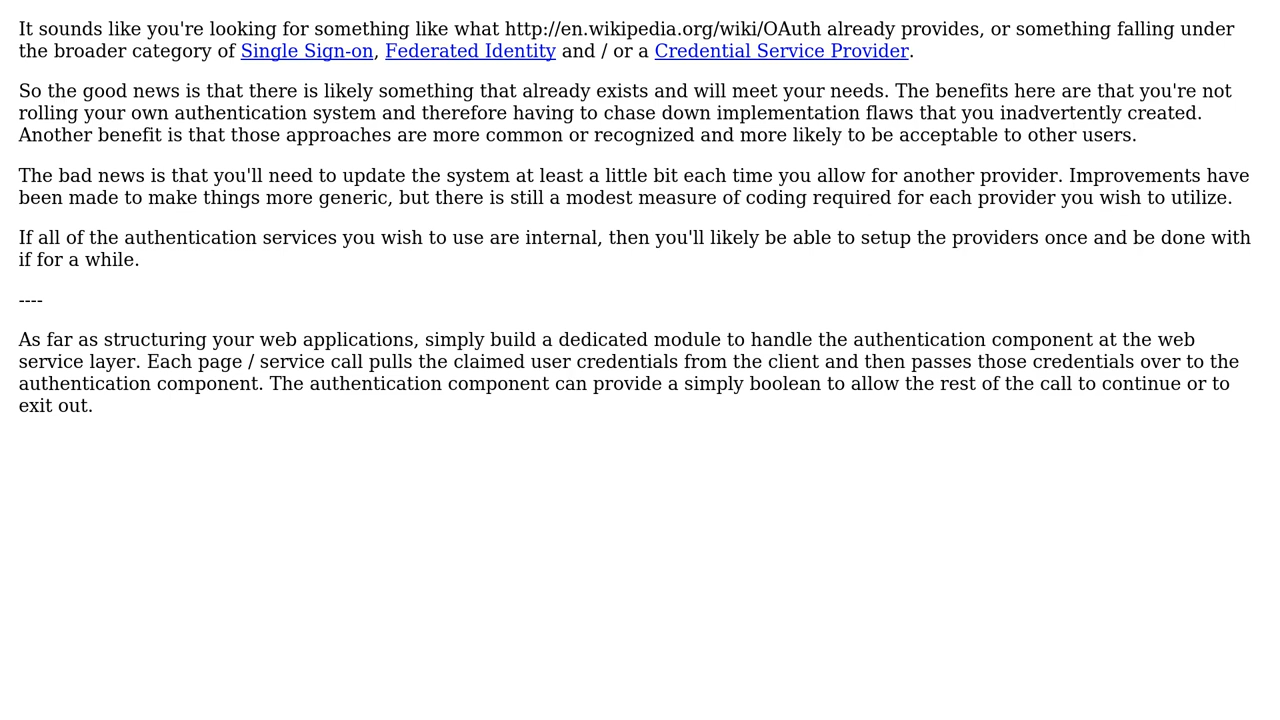 It sounds like you're looking for something like what http://en.wikipedia.org/wiki/OAuth already provides, or something falling under
the broader category of Single Sign-on, Federated Identity and / or a Credential Service Provider.
So the good news is that there is likely something that already exists and will meet your needs. The benefits here are that you're not
rolling your own authentication system and therefore having to chase down implementation flaws that you inadvertently created.
Another benefit is that those approaches are more common or recognized and more likely to be acceptable to other users.
The bad news is that you'll need to update the system at least a little bit each time you allow for another provider. Improvements have
been made to make things more generic, but there is still a modest measure of coding required for each provider you wish to utilize.
If all of the authentication services you wish to use are internal, then you'll likely be able to setup the providers once and be done with
if for a while.
----
As far as structuring your web applications, simply build a dedicated module to handle the authentication component at the web
service layer. Each page / service call pulls the claimed user credentials from the client and then passes those credentials over to the
authentication component. The authentication component can provide a simply boolean to allow the rest of the call to continue or to
exit out.